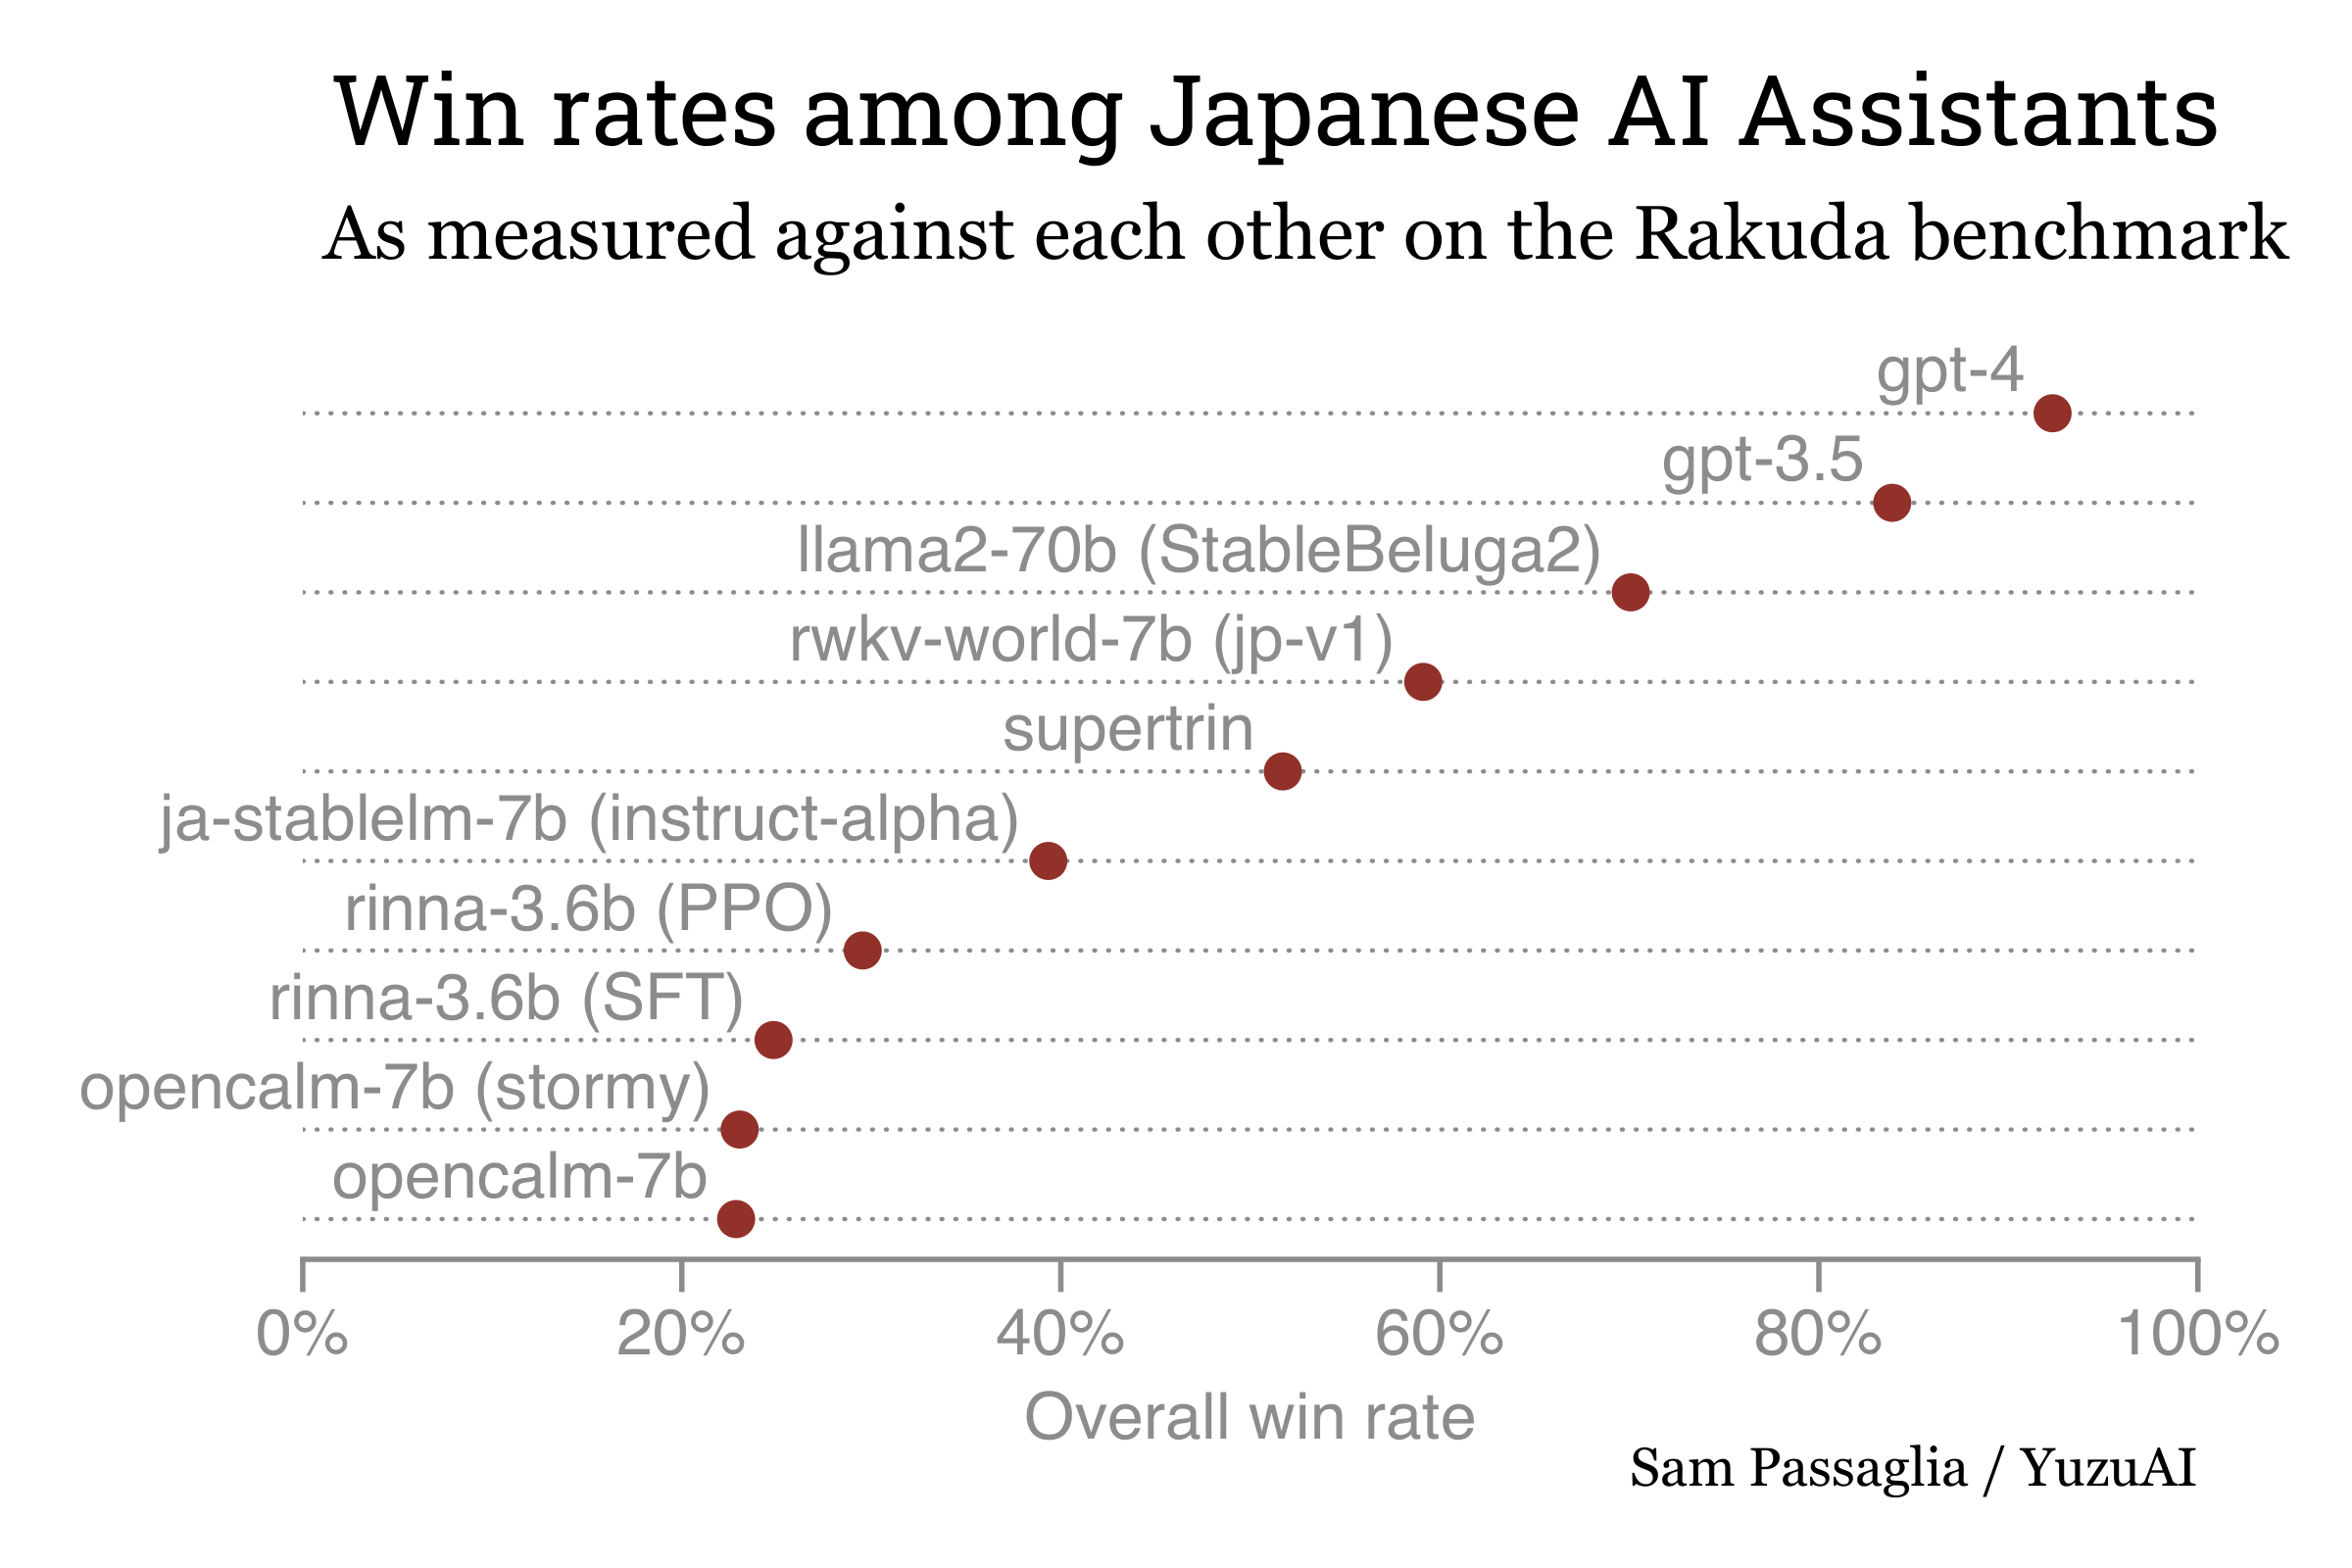 Win rates among Japanese AI Assistants
As measured against each other on the Rakuda benchmark
gpt-4
gpt-3.5
llama2-70b (StableBeluga2)
rwkv-world-7b (jp-v1)
supertrin
ja-stablelm-7b (instruct-alpha)
rinna-3.6b (PPO)
rinna-3.6b (SFT)
opencalm-7b (stormy)
opencalm-7b
0% 20% 40% 60% 80% 100%
Overall win rate
Sam Passaglia / YuzuAI